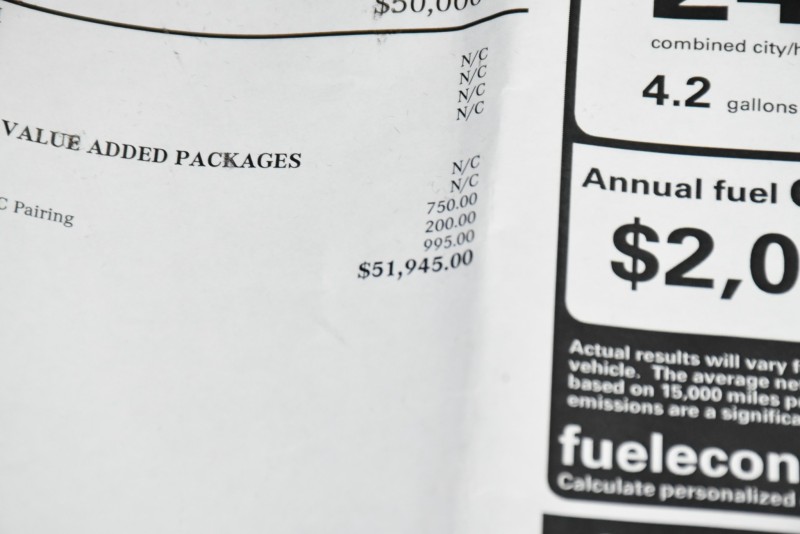 $50,000
N/C
N/C
N/C
N/C
VALUE ADDED PACKAGES
N/C
N/C
750.00
C Pairing
200.00
995.00
$51,945.00
combined city/h
4.2 gallons
Annual fuel
$2,0
Actual results will vary f
vehicle. The average ne
based on 15,000 miles p
emissions are a significa
fuelecon
Calculate personalized